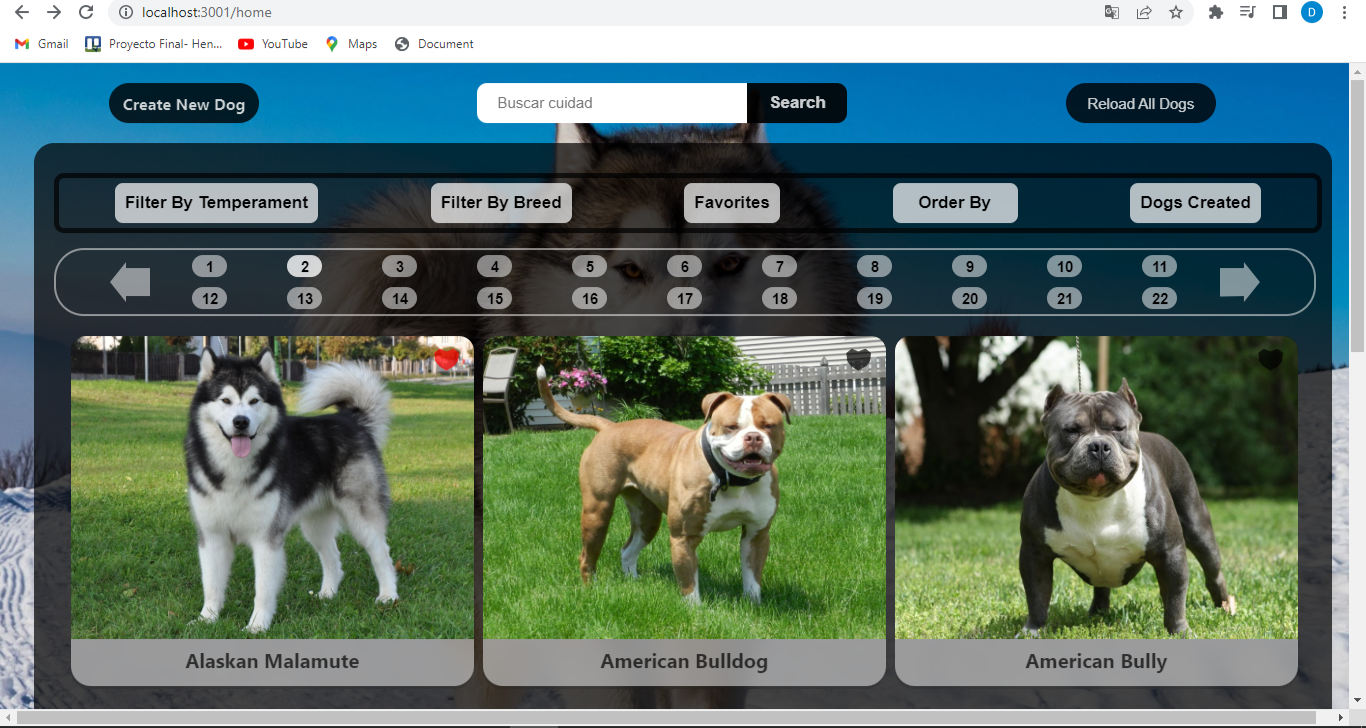 localhost:3001/home
D
Gmail
Proyecto Final- Hen...
YouTube
Maps
Document
Create New Dog
Buscar cuidad
Search
Reload All Dogs
Filter By Temperament
Filter By Breed
Favorites
Order By
Dogs Created
1 2 3 4 5 6 7 8 9 10 11
12 13 14 15 16 17 18 19 20 21 22
Alaskan Malamute
American Bulldog
American Bully